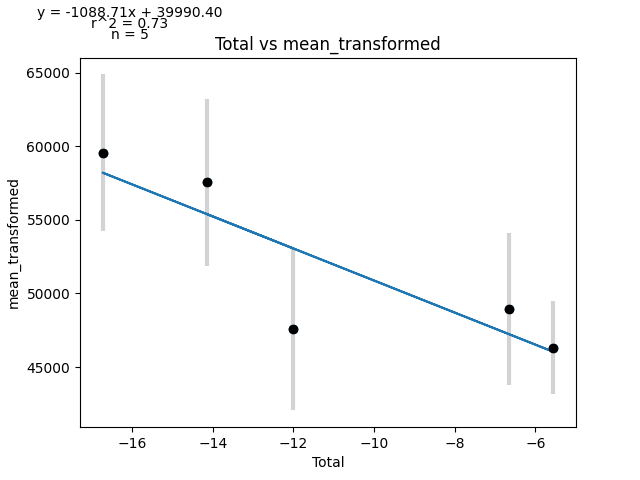 y = -1088.71x + 39990.40
r^2 = 0.73
n = 5
Total vs mean_transformed
65000
60000
55000
50000
45000
mean_transformed
−16
−14
−12
−10
−8
−6
Total